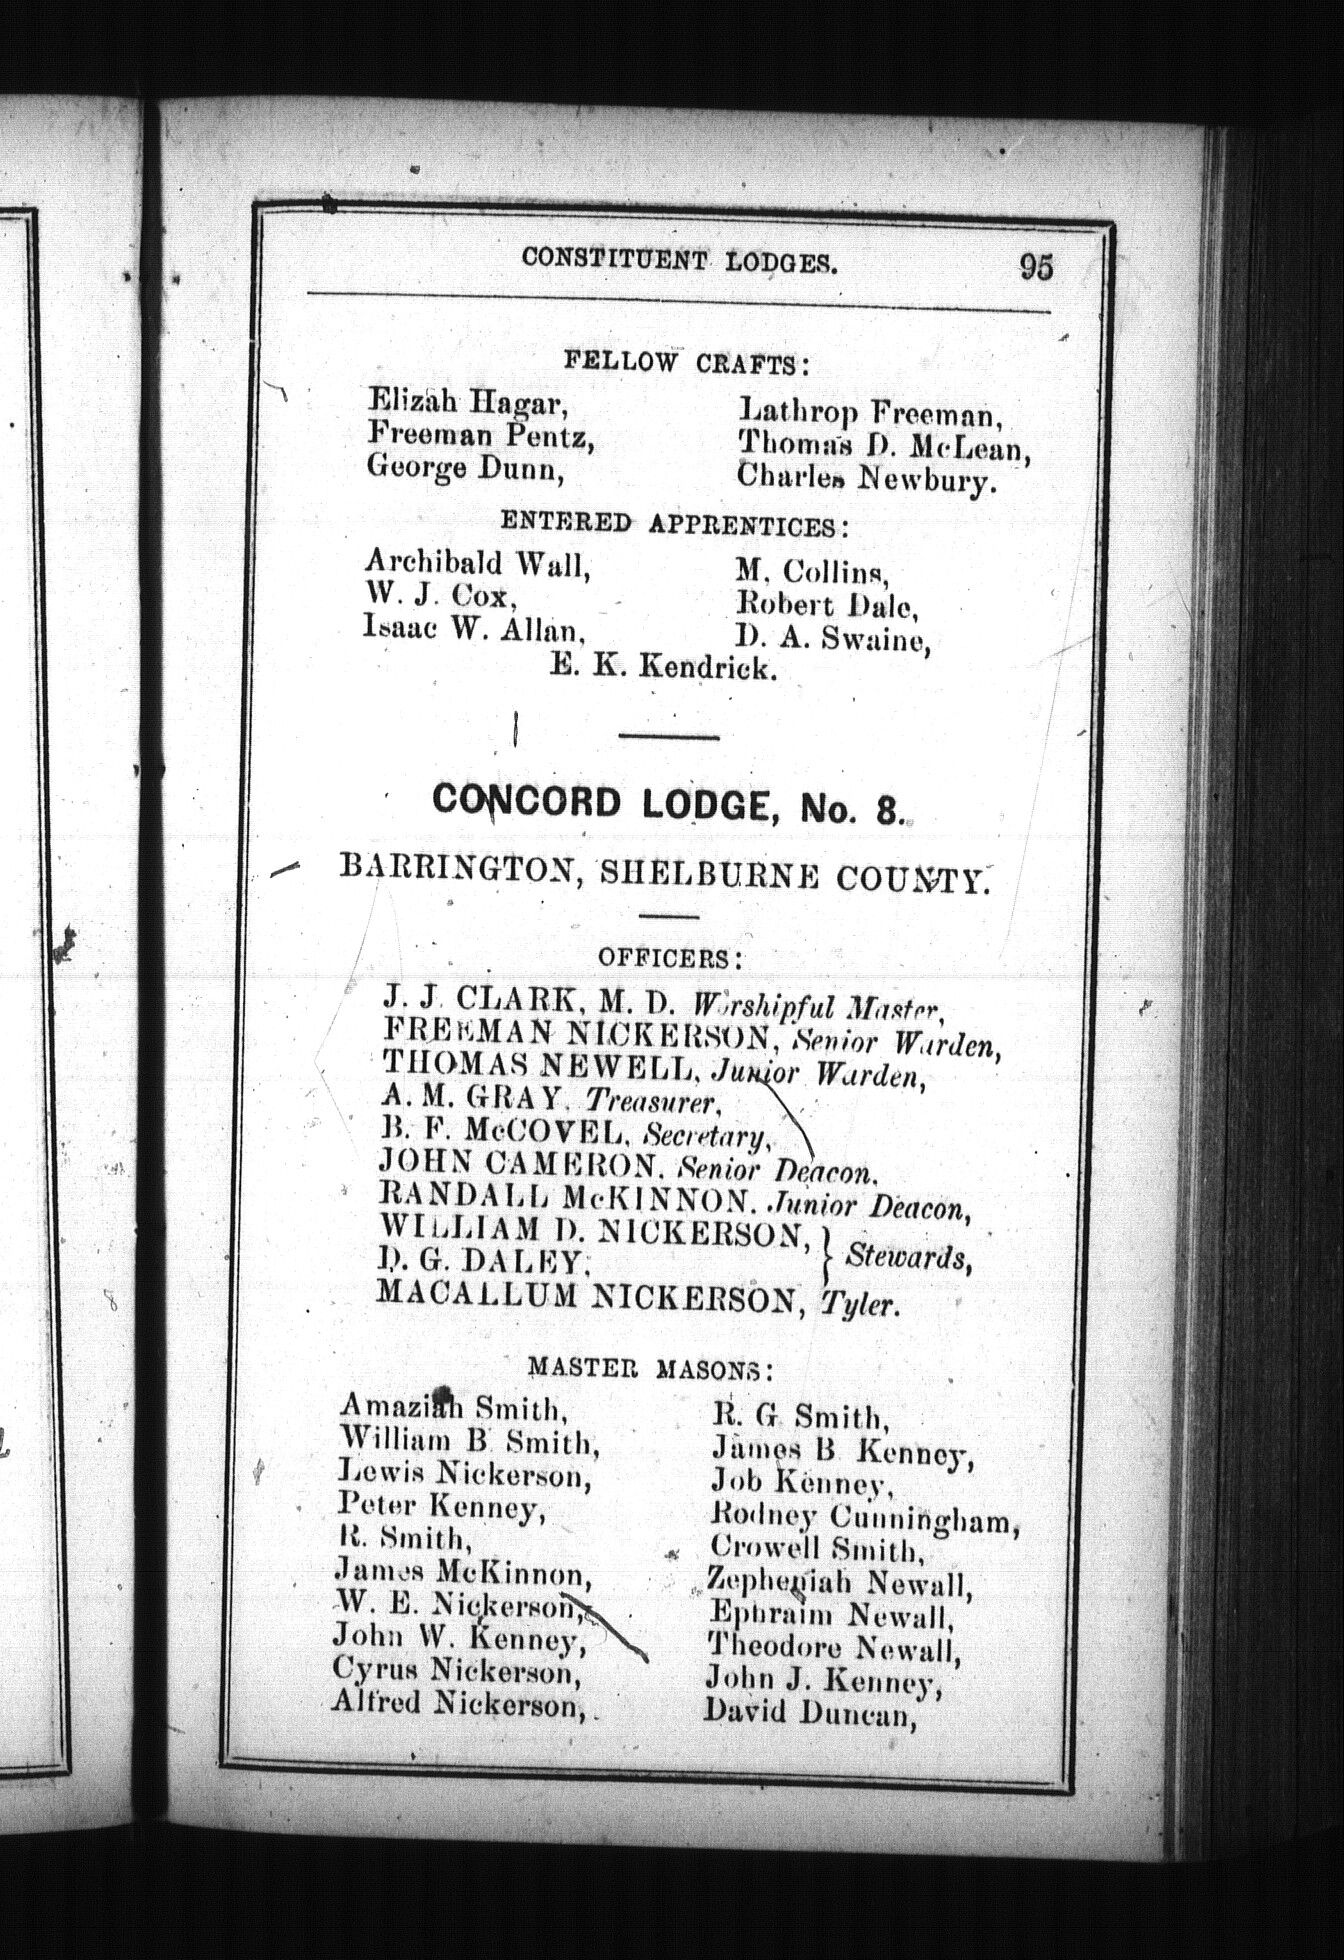 CONSTITUENT LODGES. 95
FELLOW CRAFTS:
Elizah Hagar, Lathrop Freeman,
Freeman Pentz, Thomas D. McLean,
George Dunn, Charles Newbury.
ENTERED APPRENTICES:
Archibald Wall, M. Collins,
W. J. Cox, Robert Dale,
Isaac W. Allan, D. A. Swaine,
E. K. Kendrick.
CONCORD LODGE, No. 8.
BARRINGTON, SHELBURNE COUNTY.
OFFICERS:
J. J. CLARK, M. D. Worshipful Master,
FREEMAN NICKERSON, Senior Warden,
THOMAS NEWELL, Junior Warden,
A. M. GRAY, Treasurer,
B. F. McCOVEL, Secretary,
JOHN CAMERON, Senior Deacon,
RANDALL McKINNON, Junior Deacon,
WILLIAM D. NICKERSON,
D. G. DALEY, } Stewards,
MACALLUM NICKERSON, Tyler.
MASTER MASONS:
Amaziah Smith, R. G. Smith,
William B. Smith, James B. Kenney,
Lewis Nickerson, Job Kenney,
Peter Kenney, Rodney Cunningham,
R. Smith, Crowell Smith,
James McKinnon, Zepheniah Newall,
W. E. Nickerson, Ephraim Newall,
John W. Kenney, Theodore Newall,
Cyrus Nickerson, John J. Kenney,
Alfred Nickerson, David Duncan,